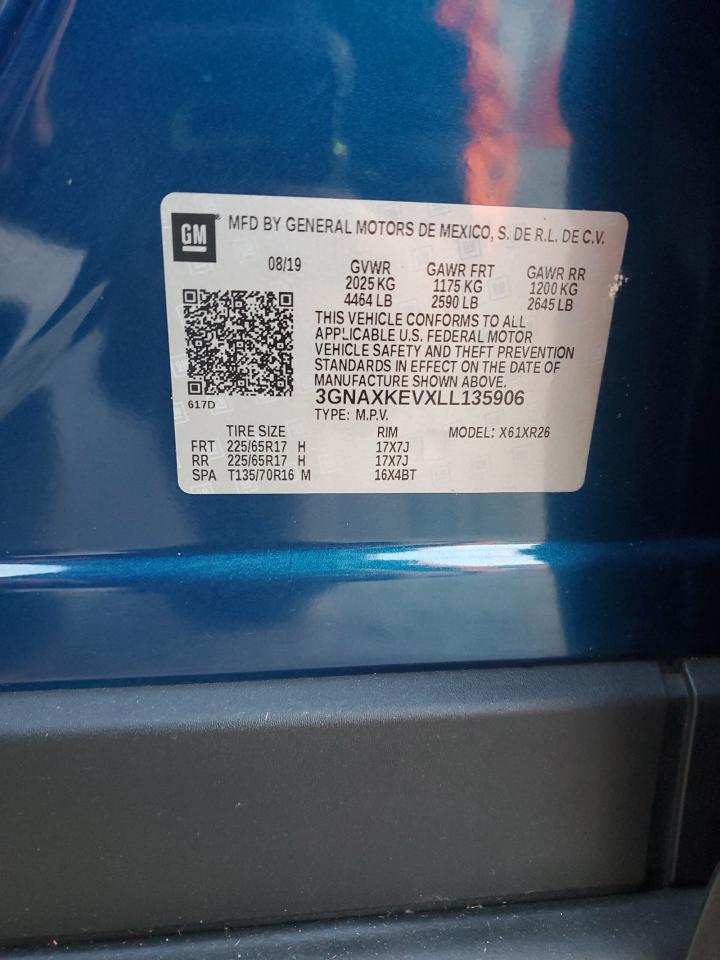 GM
MFD BY GENERAL MOTORS DE MEXICO, S. DE R.L. DE C.V.
08/19 GVWR GAWR FRT GAWR RR
2025 KG 1175 KG 1200 KG
4464 LB 2590 LB 2645 LB
THIS VEHICLE CONFORMS TO ALL
APPLICABLE U.S. FEDERAL MOTOR
VEHICLE SAFETY AND THEFT PREVENTION
STANDARDS IN EFFECT ON THE DATE OF
MANUFACTURE SHOWN ABOVE.
617D
3GNAXKEVXLL135906
TYPE: M.P.V.
TIRE SIZE RIM MODEL: X61XR26
FRT 225/65R17 H 17X7J
RR 225/65R17 H 17X7J
SPA T135/70R16 M 16X4BT